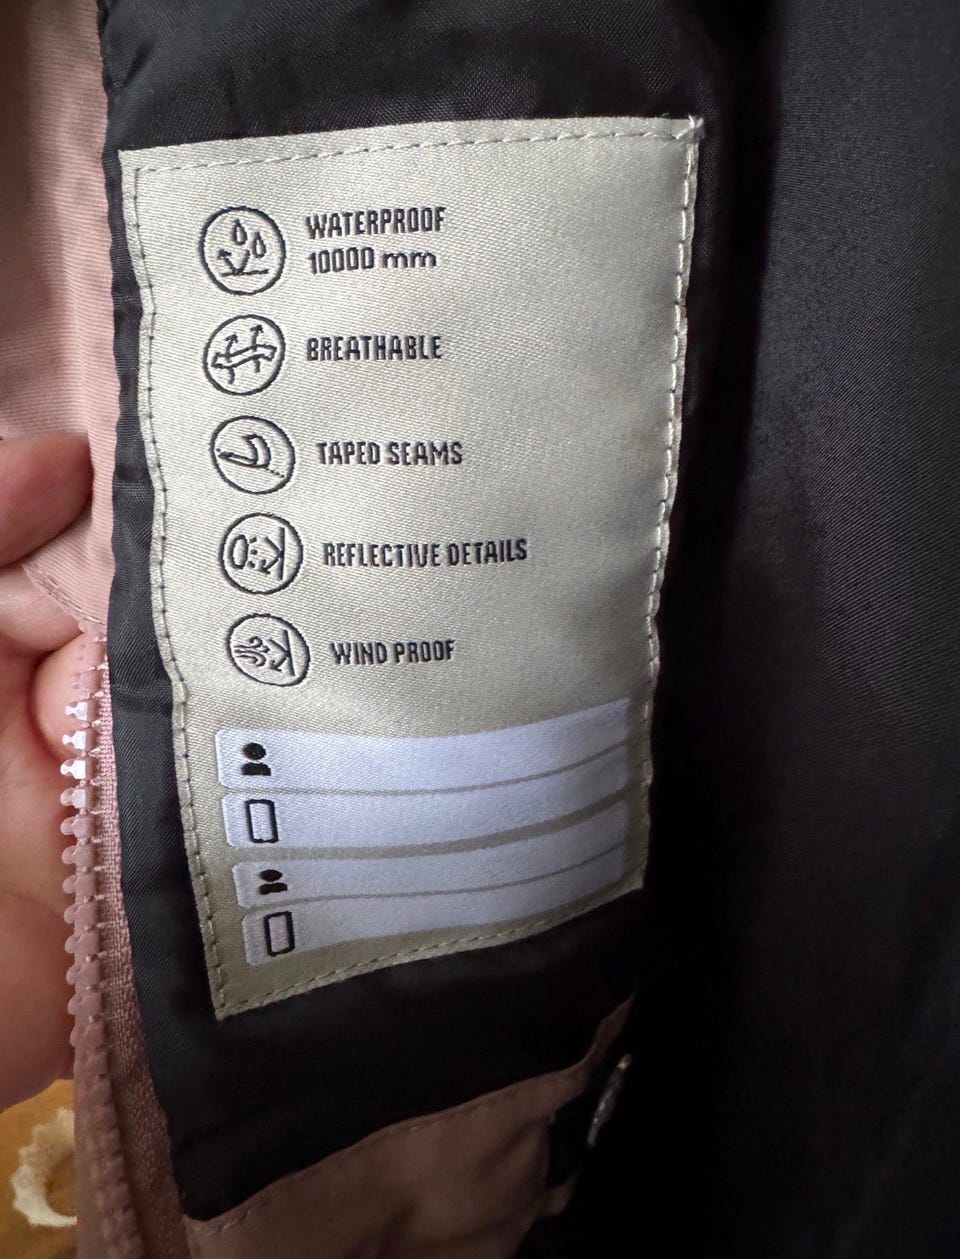 WATERPROOF
10000 mm
BREATHABLE
TAPED SEAMS
REFLECTIVE DETAILS
WIND PROOF